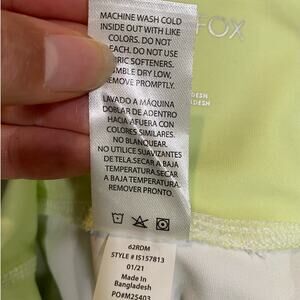 MACHINE WASH COLD
INSIDE OUT WITH LIKE
COLORS. DO NOT
EACH. DO NOT USE
RIC SOFTENERS.
MBLE DRY LOW,
REMOVE PROMPTLY.
LAVADO A MÁQUINA
DOBLAR DE ADENTRO
HACIA AFUERA CON
COLORES SIMILARES.
NO BLANQUEAR.
NO UTILICE SUAVIZANTES
DE TELA.SECAR A BAJA
TEMPERATURA.SECAR
A BAJA TEMPERATURA.
REMOVER PRONTO.
FOX
DESH
ADESH
62RDM
STYLE # IS157813
01/21
Made In
Bangladesh
PO#M25403